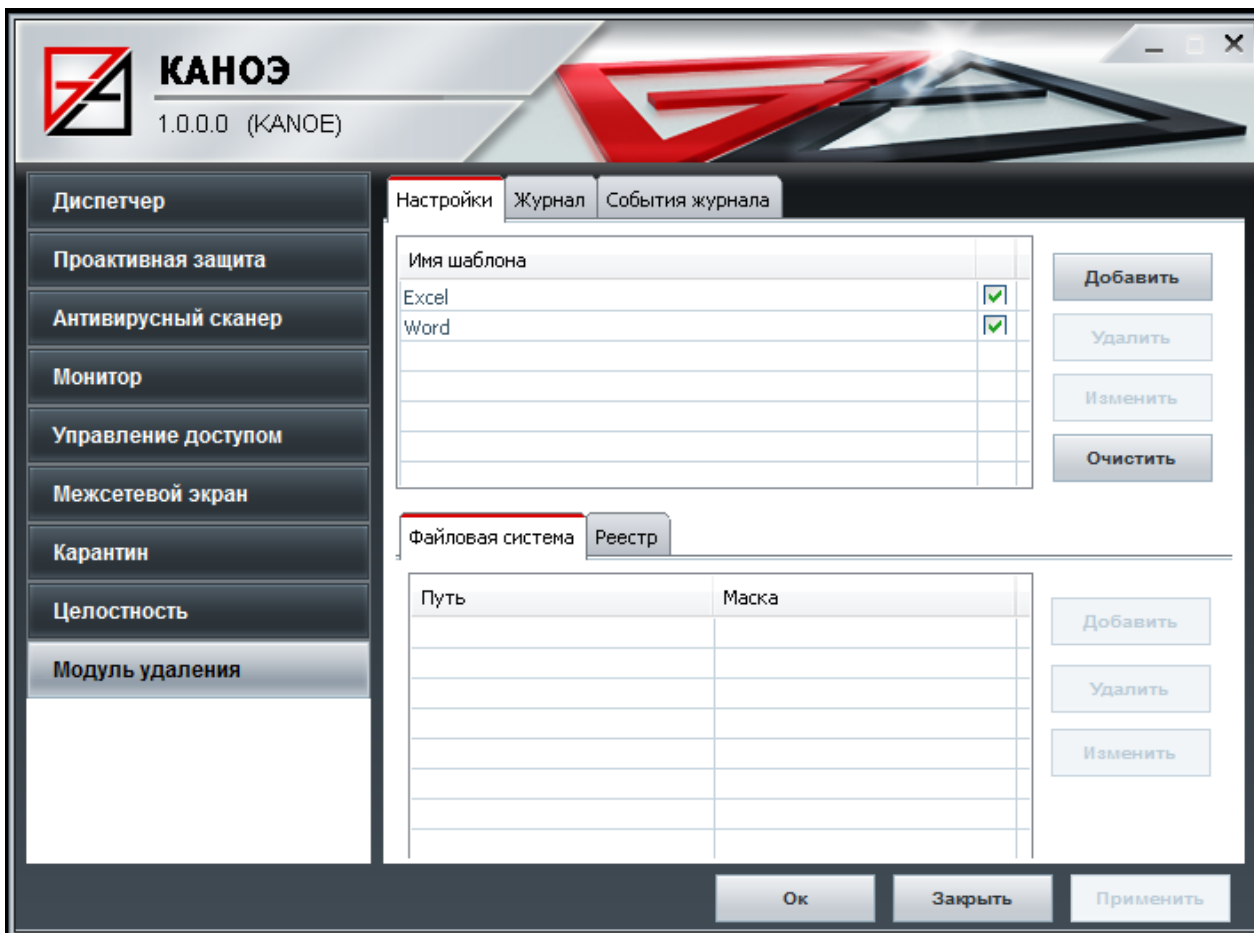 КАНОЭ
1.0.0.0 (KANOE)
Диспетчер
Проактивная защита
Антивирусный сканер
Монитор
Управление доступом
Межсетевой экран
Карантин
Целостность
Модуль удаления
Настройки Журнал События журнала
Имя шаблона
Excel
Word
Добавить
Удалить
Изменить
Очистить
Файловая система Реестр
Путь Маска
Добавить
Удалить
Изменить
Ок Закрыть Применить